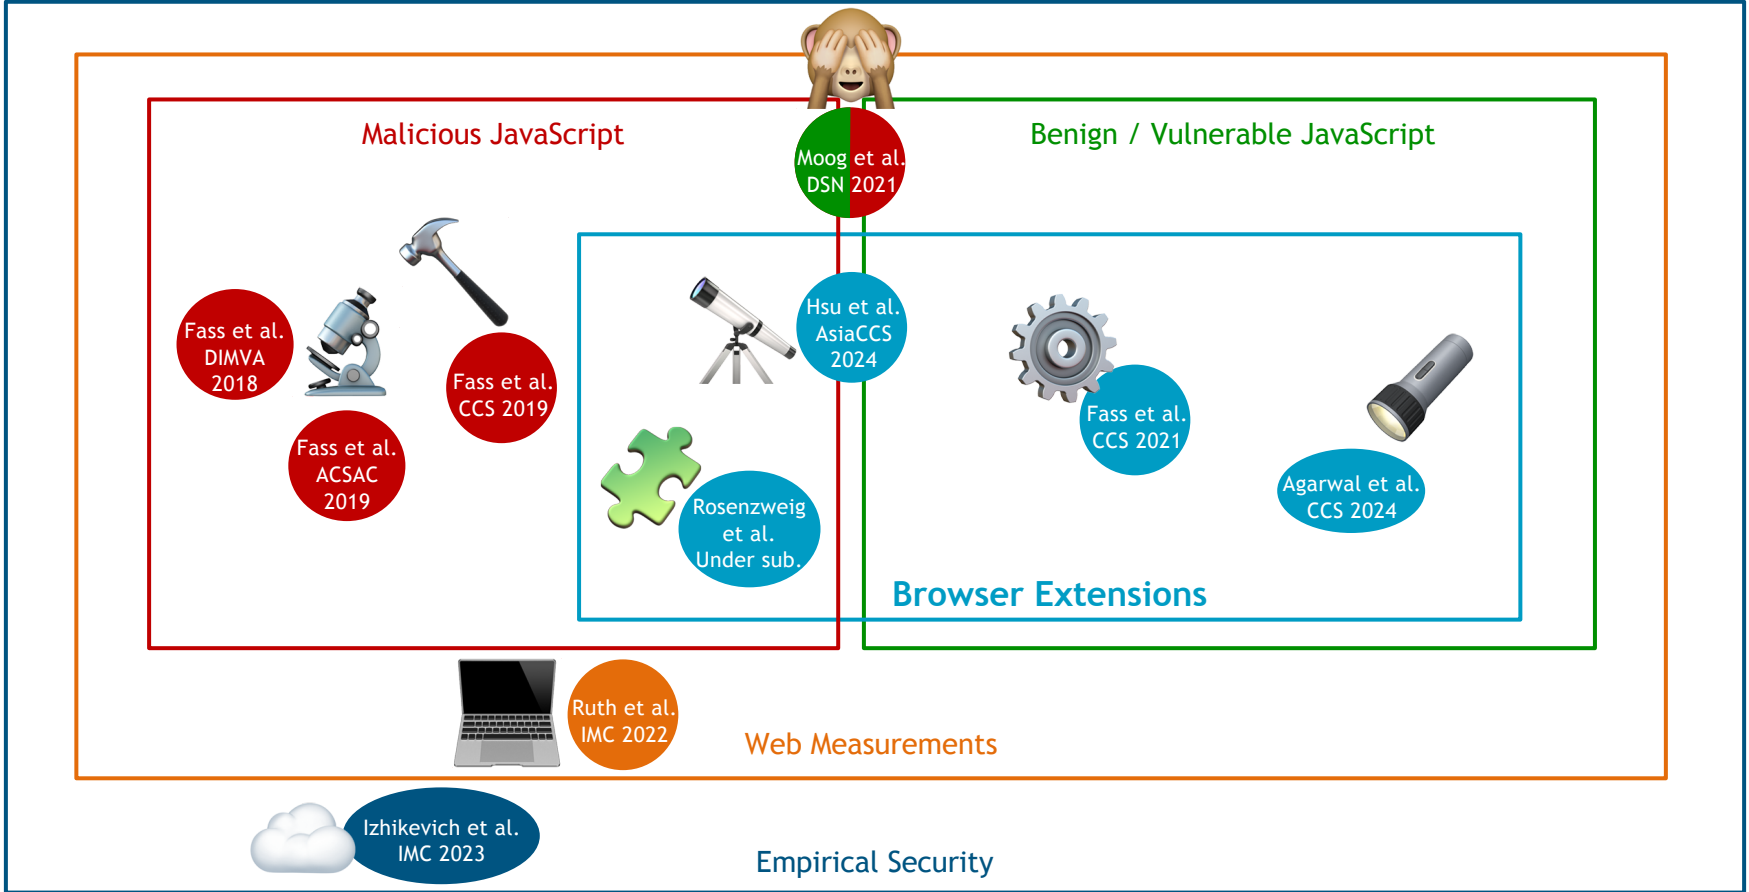 Malicious JavaScript
Benign / Vulnerable JavaScript
Moog et al.
DSN 2021
Fass et al.
DIMVA
2018
Fass et al.
CCS 2019
Fass et al.
ACSAC
2019
Hsu et al.
AsiaCCS
2024
Fass et al.
CCS 2021
Agarwal et al.
CCS 2024
Rosenzweig
et al.
Under sub.
Browser Extensions
Ruth et al.
IMC 2022
Web Measurements
Izhikevich et al.
IMC 2023
Empirical Security